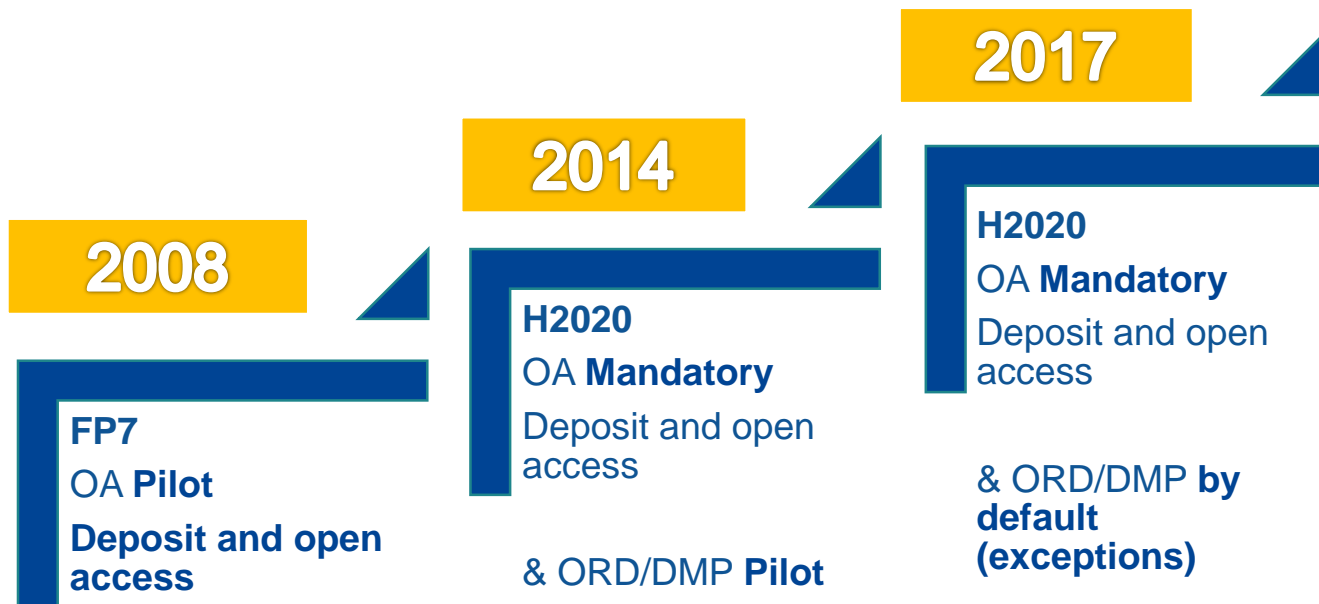 2008
FP7
OA Pilot
Deposit and open
access
2014
H2020
OA Mandatory
Deposit and open
access
& ORD/DMP Pilot
2017
H2020
OA Mandatory
Deposit and open
access
& ORD/DMP by
default
(exceptions)